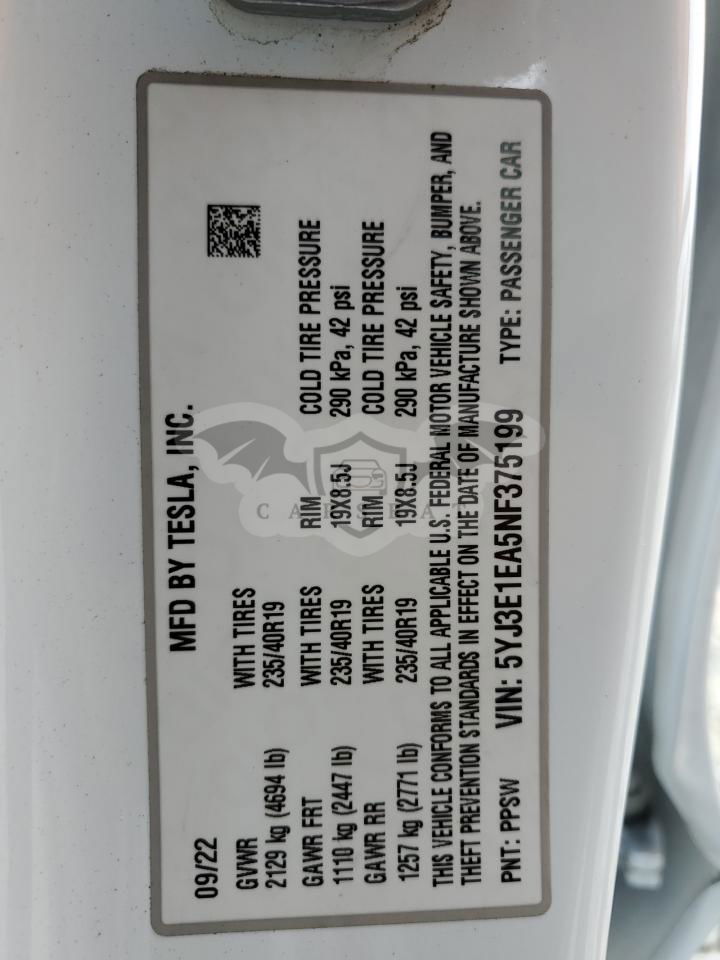 MFD BY TESLA, INC.
09/22
GVWR WITH TIRES
2129 kg (4694 lb) 235/40R19
GAWR FRT WITH TIRES RIM COLD TIRE PRESSURE
1110 kg (2447 lb) 235/40R19 19X8.5J 290 kPa, 42 psi
GAWR RR WITH TIRES RIM COLD TIRE PRESSURE
1257 kg (2771 lb) 235/40R19 19X8.5J 290 kPa, 42 psi
THIS VEHICLE CONFORMS TO ALL APPLICABLE U.S. FEDERAL MOTOR VEHICLE SAFETY, BUMPER, AND
THEFT PREVENTION STANDARDS IN EFFECT ON THE DATE OF MANUFACTURE SHOWN ABOVE.
PNT: PPSW VIN: 5YJ3E1EA5NF375199 TYPE: PASSENGER CAR